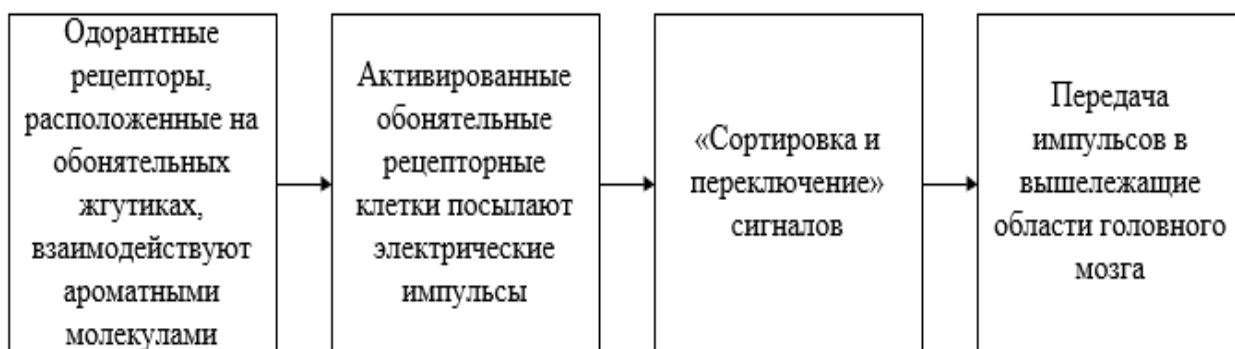 Одорантные
рецепторы,
расположенные на
обонятельных
жгутиках,
взаимодействуют
ароматными
молекулами
Активированные
обонятельные
рецепторные
клетки посылают
электрические
импульсы
«Сортировка и
переключение»
сигналов
Передача
импульсов в
вышележащие
области головного
мозга